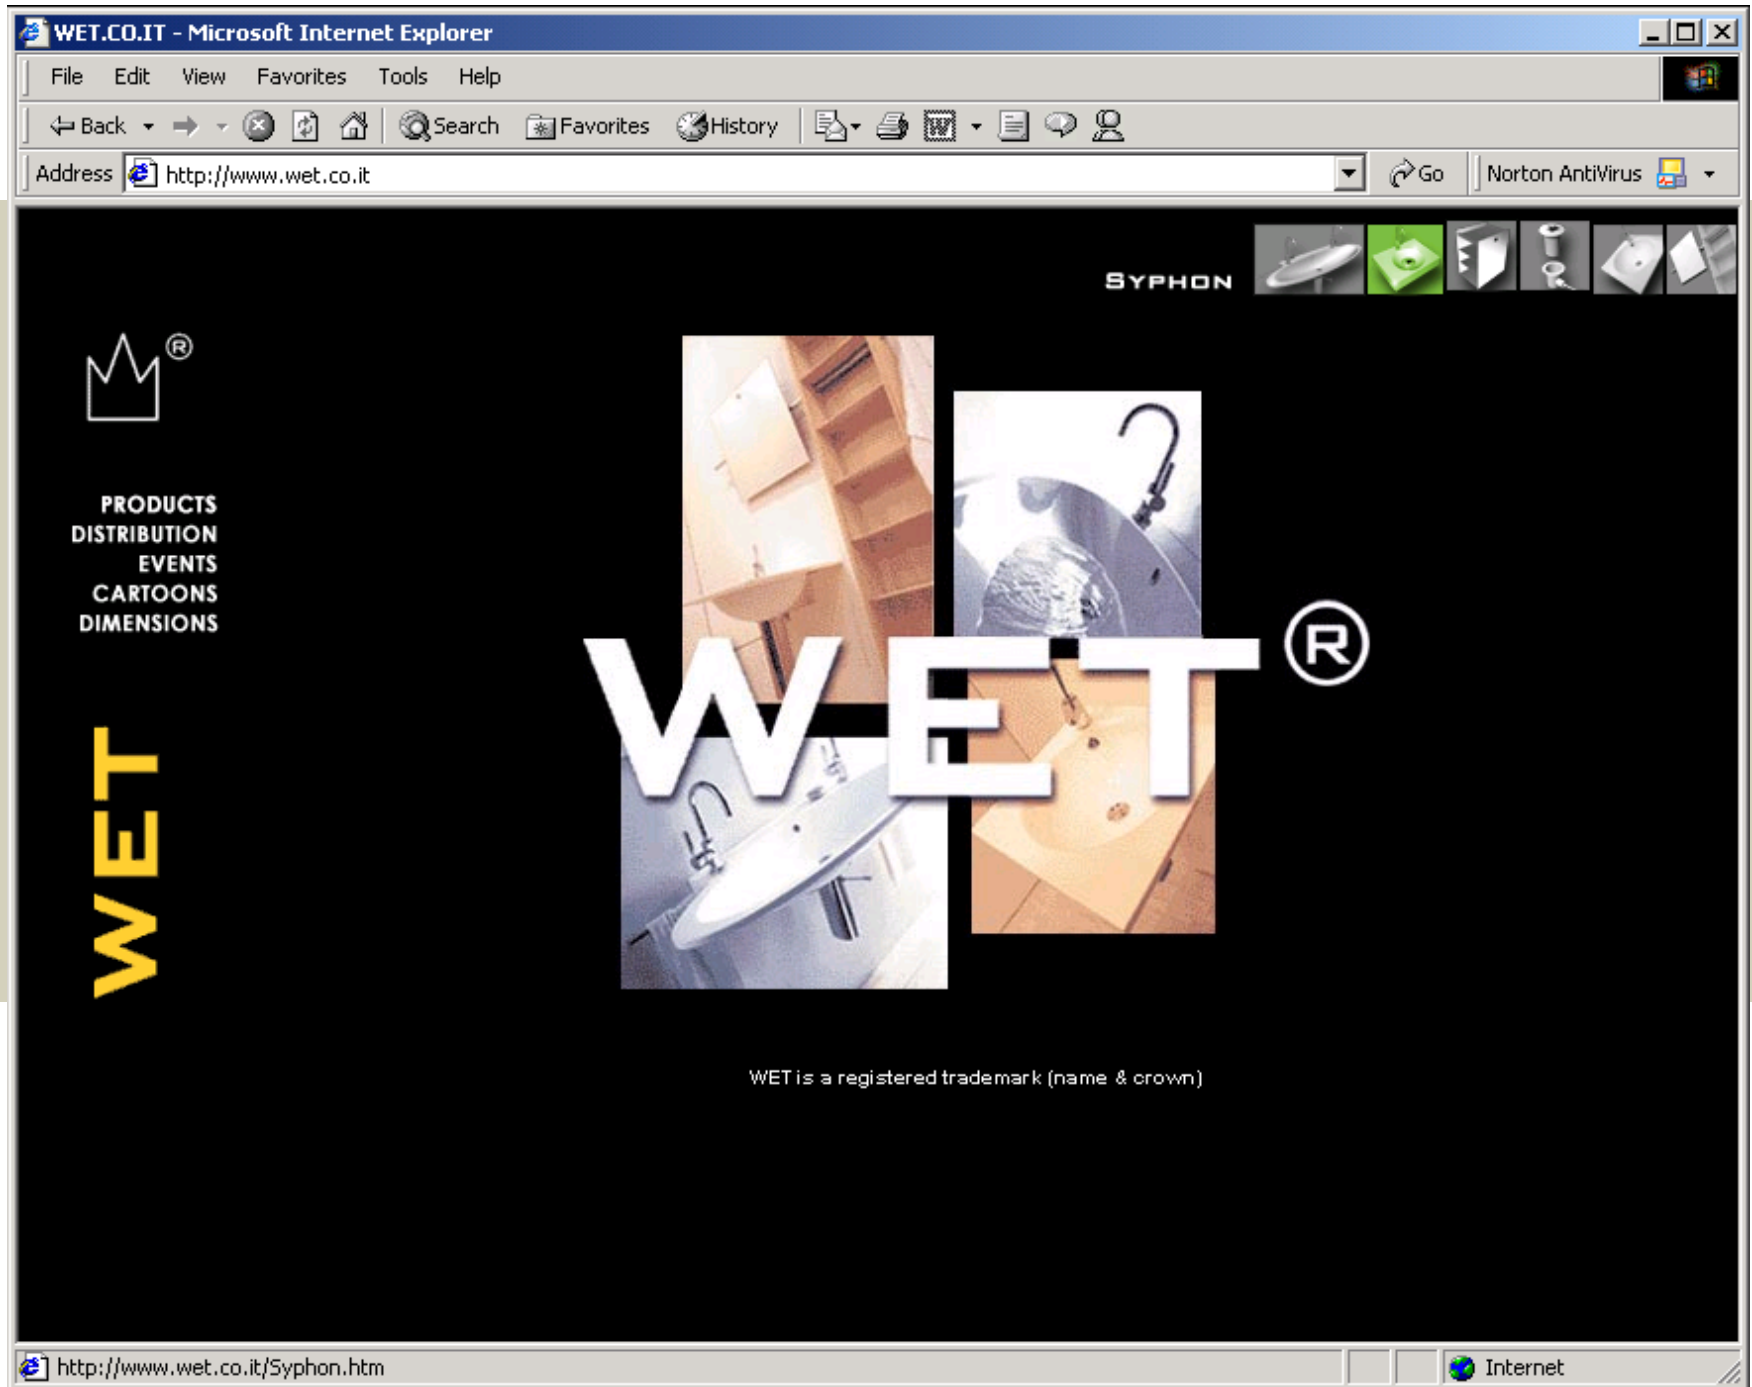 WET.CO.IT - Microsoft Internet Explorer
File Edit View Favorites Tools Help
Back Search Favorites History
Address http://www.wet.co.it Go Norton AntiVirus
SYPHON
®
PRODUCTS
DISTRIBUTION
EVENTS
CARTOONS
DIMENSIONS
WET®
WET
WET is a registered trademark (name & crown)
http://www.wet.co.it/Syphon.htm Internet